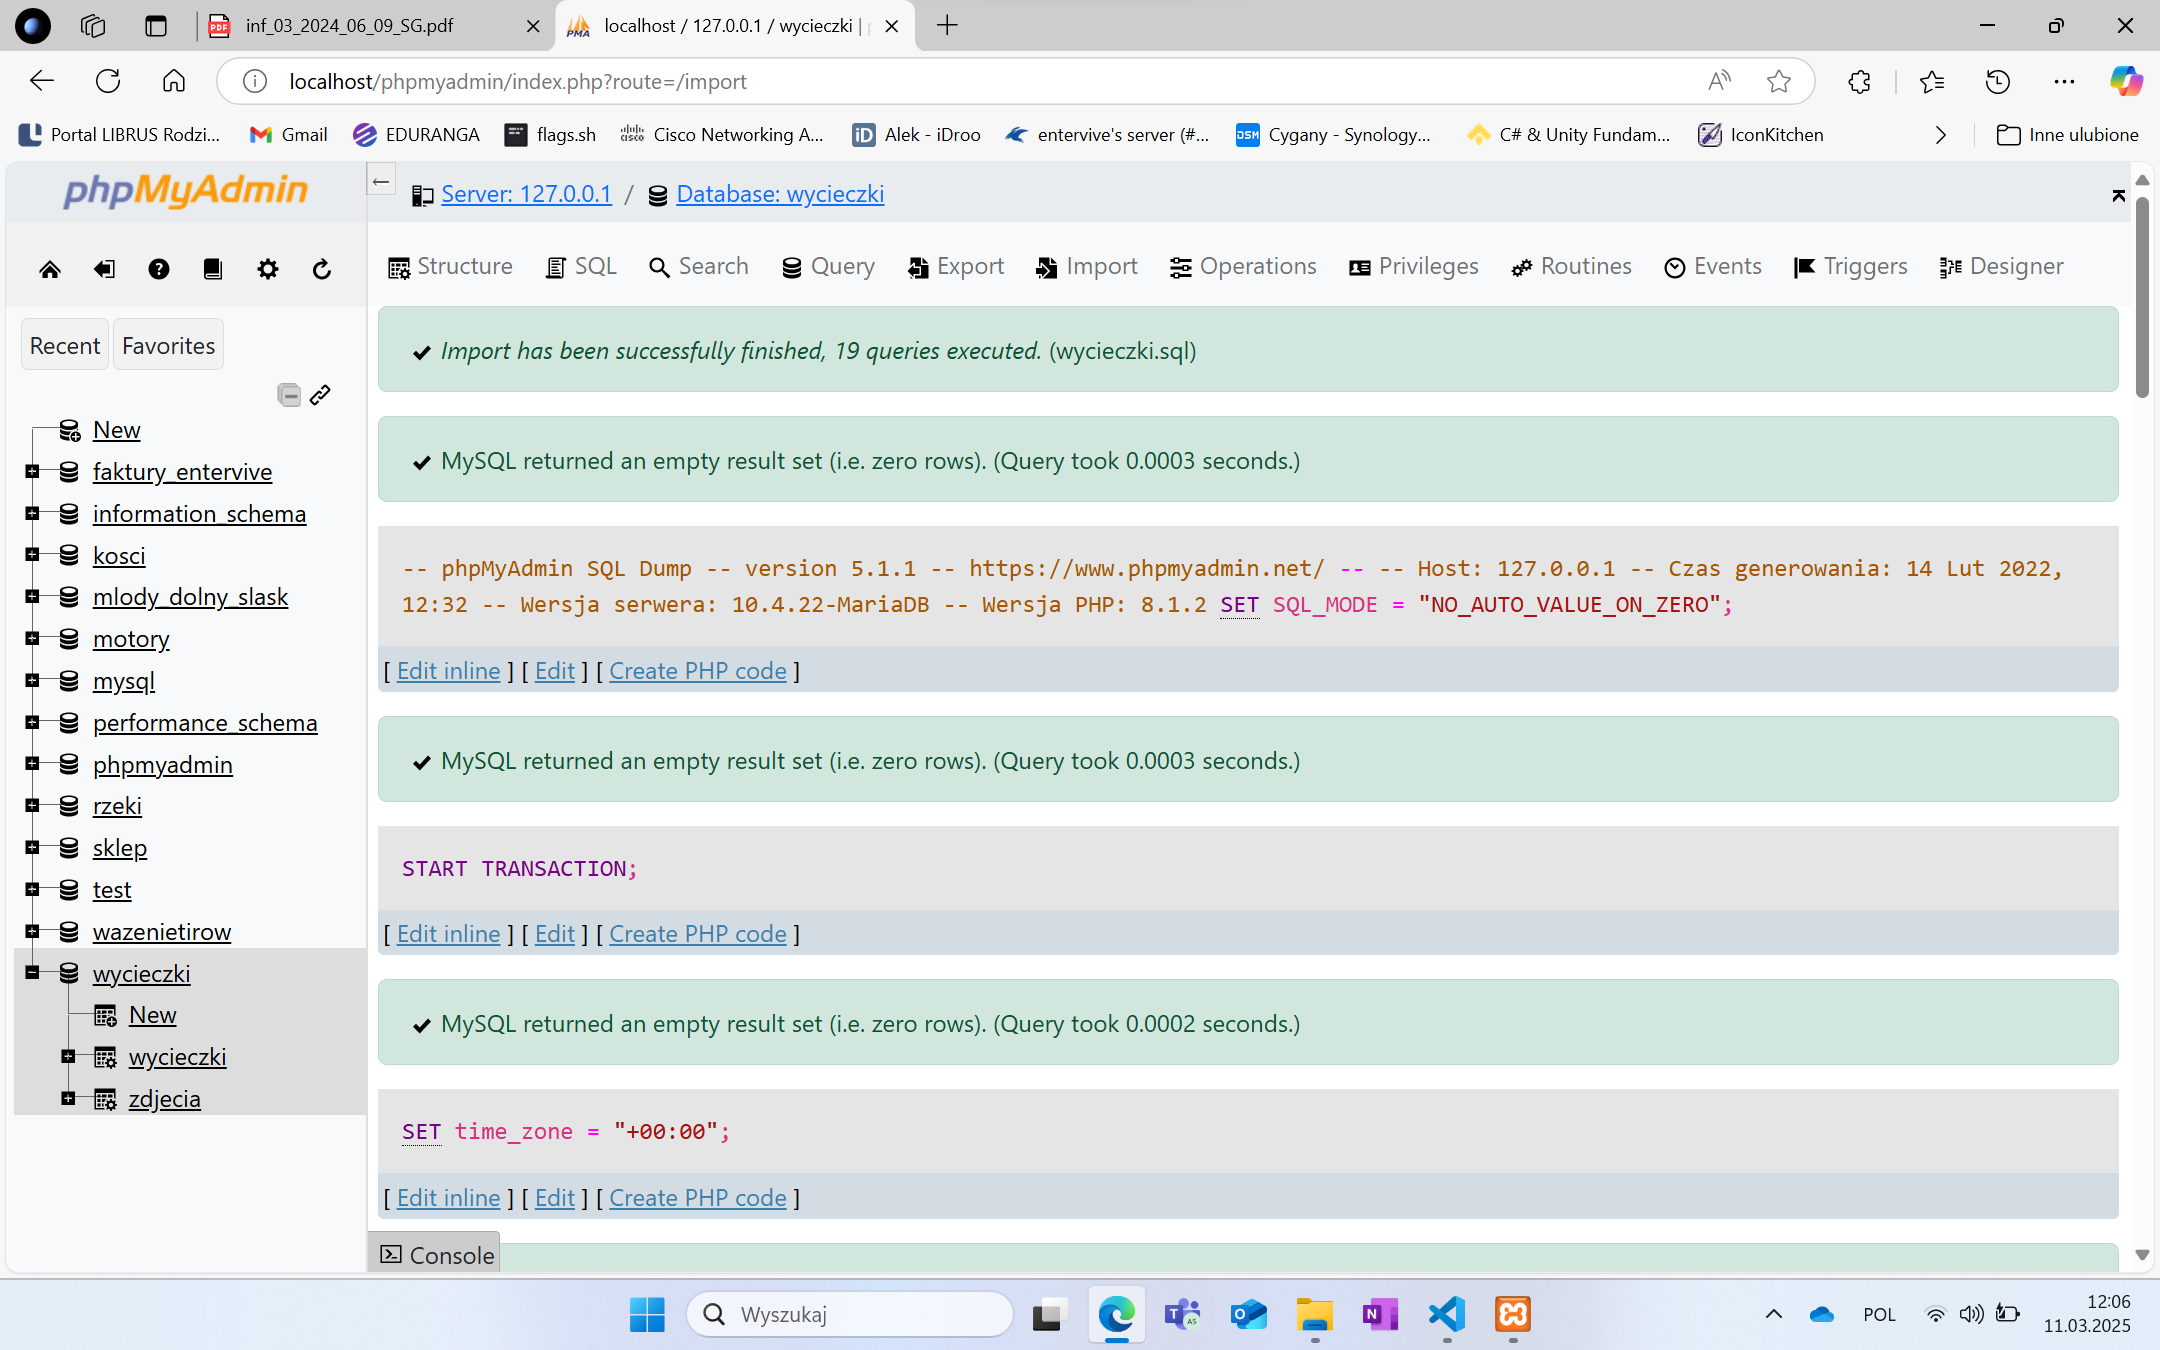 inf_03_2024_06_09_SG.pdf
localhost / 127.0.0.1 / wycieczki |
localhost/phpmyadmin/index.php?route=/import
Portal LIBRUS Rodzi...
Gmail
EDURANGA
flags.sh
Cisco Networking A...
Alek - iDroo
entervive's server (#...
Cygany - Synology...
C# & Unity Fundam...
IconKitchen
Inne ulubione
phpMyAdmin
Server: 127.0.0.1 / Database: wycieczki
Structure
SQL
Search
Query
Export
Import
Operations
Privileges
Routines
Events
Triggers
Designer
Recent
Favorites
New
faktury_entervive
information_schema
kosci
mlody_dolny_slask
motory
mysql
performance_schema
phpmyadmin
rzeki
sklep
test
wazenietirow
wycieczki
New
wycieczki
zdjecia
Import has been successfully finished, 19 queries executed. (wycieczki.sql)
MySQL returned an empty result set (i.e. zero rows). (Query took 0.0003 seconds.)
-- phpMyAdmin SQL Dump -- version 5.1.1 -- https://www.phpmyadmin.net/ -- -- Host: 127.0.0.1 -- Czas generowania: 14 Lut 2022,
12:32 -- Wersja serwera: 10.4.22-MariaDB -- Wersja PHP: 8.1.2 SET SQL_MODE = "NO_AUTO_VALUE_ON_ZERO";
[ Edit inline ] [ Edit ] [ Create PHP code ]
MySQL returned an empty result set (i.e. zero rows). (Query took 0.0003 seconds.)
START TRANSACTION;
[ Edit inline ] [ Edit ] [ Create PHP code ]
MySQL returned an empty result set (i.e. zero rows). (Query took 0.0002 seconds.)
SET time_zone = "+00:00";
[ Edit inline ] [ Edit ] [ Create PHP code ]
Console
Wyszukaj
POL
12:06
11.03.2025